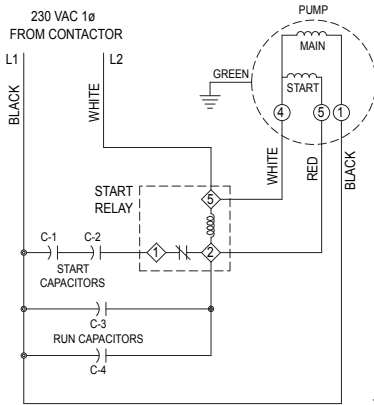 230 VAC 1ø
FROM CONTACTOR
L1
L2
BLACK
WHITE
PUMP
MAIN
START
GREEN
4
5
1
WHITE
RED
BLACK
START
RELAY
5
1
2
C-1
C-2
START
CAPACITORS
C-3
RUN CAPACITORS
C-4